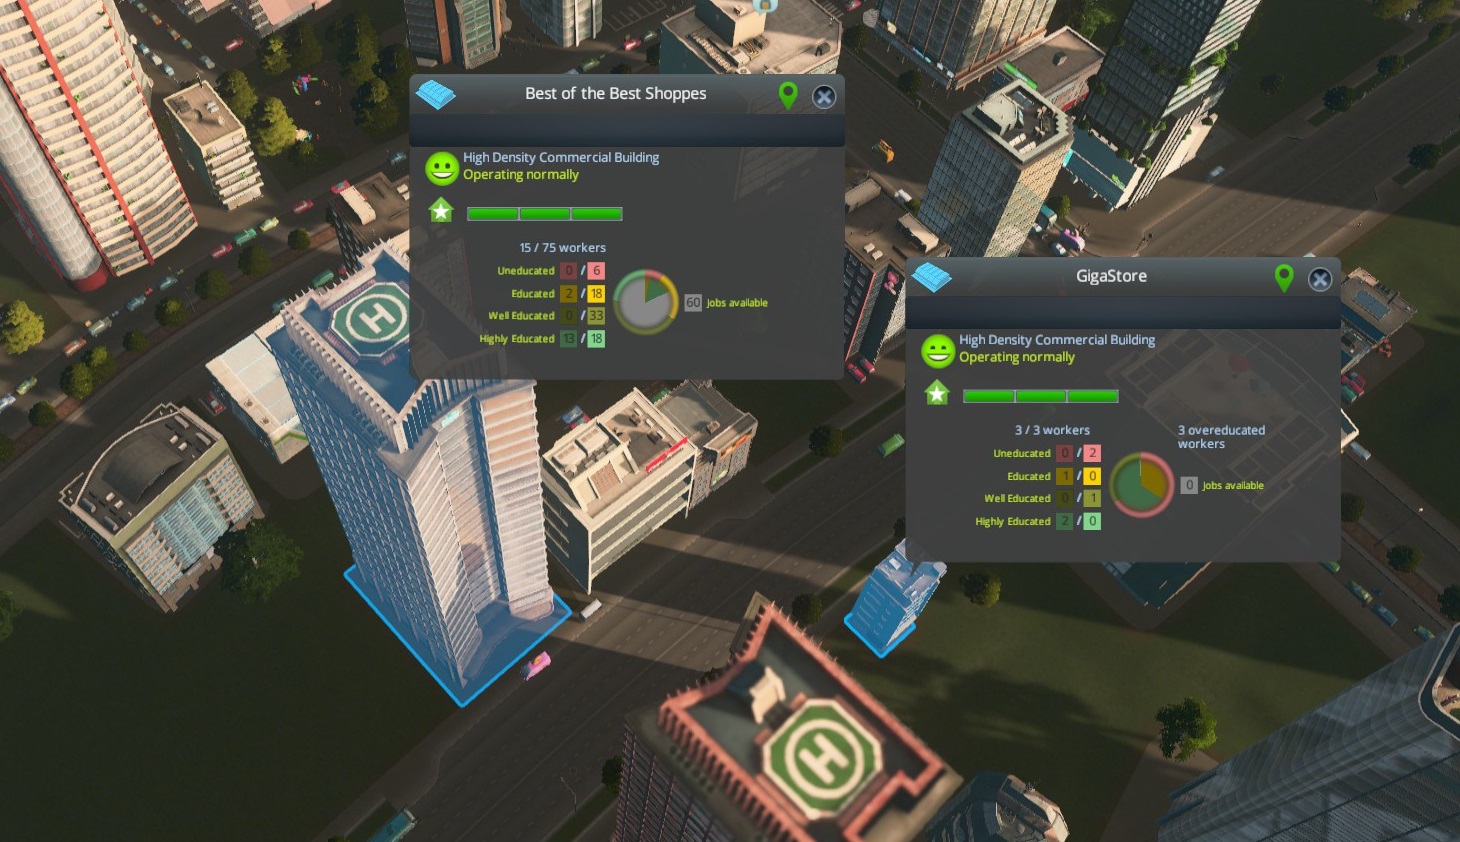 Best of the Best Shoppes
High Density Commercial Building
Operating normally
15 / 75 workers
Uneducated 0 / 6
Educated 2 / 18
Well Educated 0 / 33
Highly Educated 13 / 18
60 Jobs available
GigaStore
High Density Commercial Building
Operating normally
3 / 3 workers
3 overeducated
workers
Uneducated 0 / 2
Educated 1 / 0
Well Educated 0 / 1
Highly Educated 2 / 0
0 Jobs available
H
H